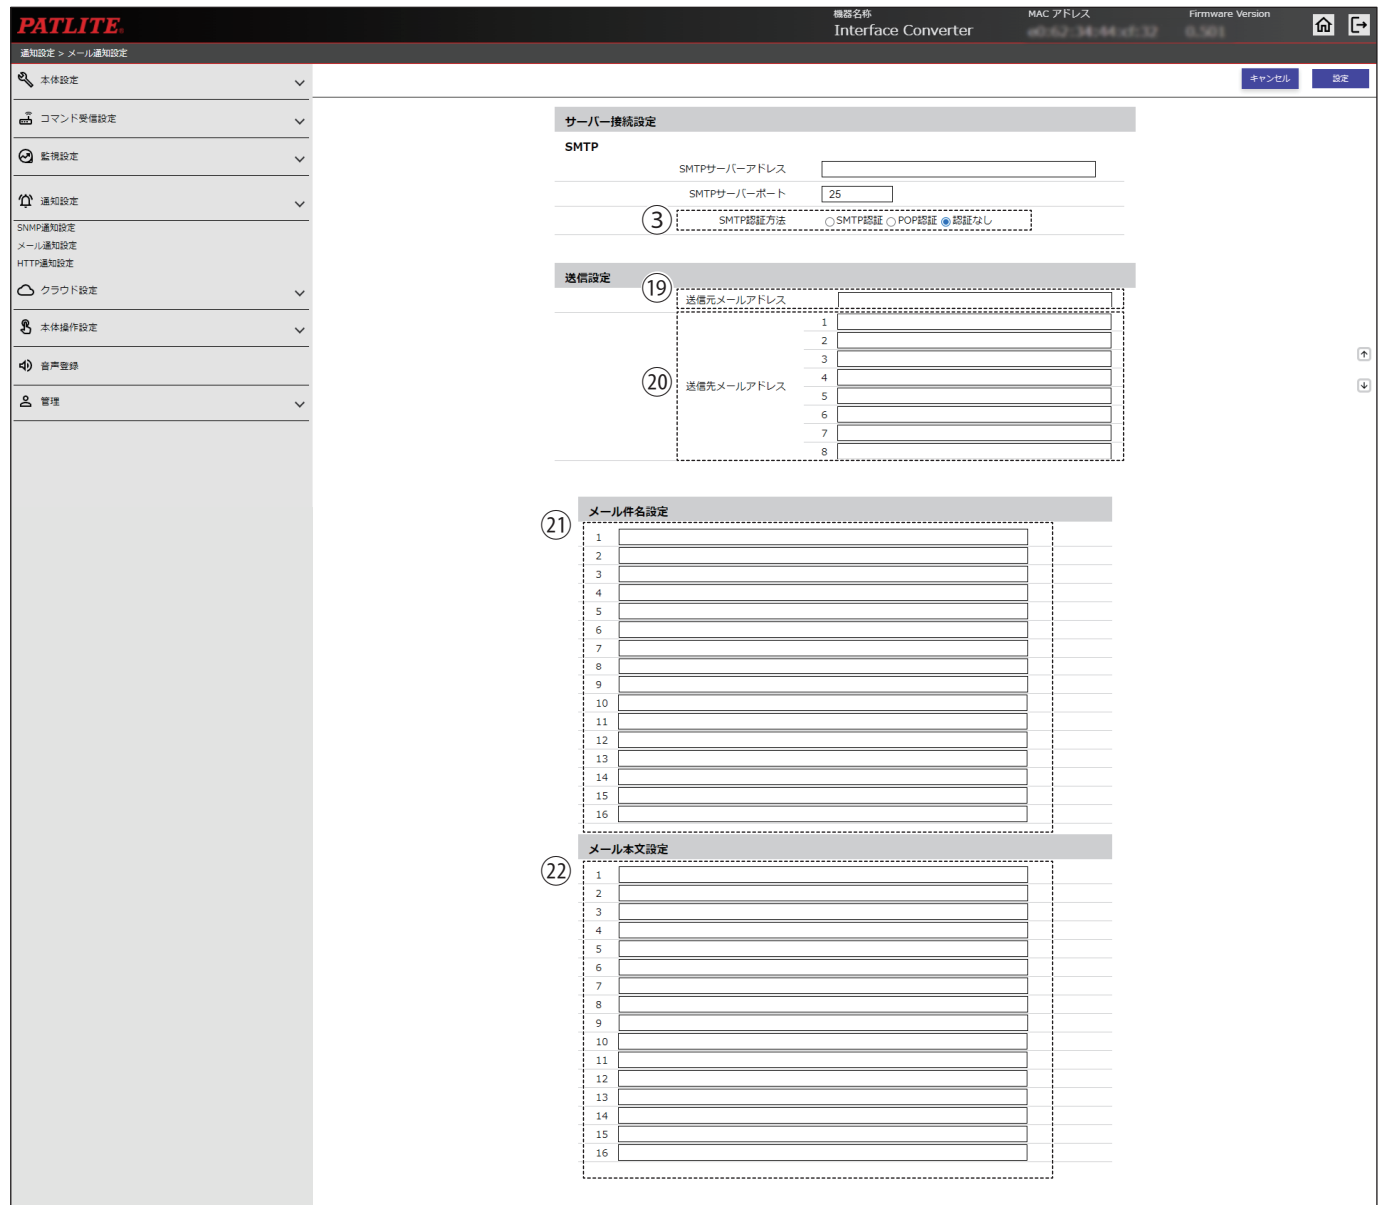 PATLITE®
機器名称
Interface Converter
MAC アドレス
Firmware Version
通知設定 > メール通知設定
本体設定
コマンド受信設定
監視設定
通知設定
SNMP通知設定
メール通知設定
HTTP通知設定
クラウド設定
本体操作設定
音声登録
管理
キャンセル 設定
サーバー接続設定
SMTP
SMTPサーバーアドレス
SMTPサーバーポート 25
③ SMTP認証方法 SMTP認証 POP認証 認証なし
送信設定
⑲ 送信元メールアドレス
⑳ 送信先メールアドレス
1
2
3
4
5
6
7
8
メール件名設定
㉑
1
2
3
4
5
6
7
8
9
10
11
12
13
14
15
16
メール本文設定
㉒
1
2
3
4
5
6
7
8
9
10
11
12
13
14
15
16